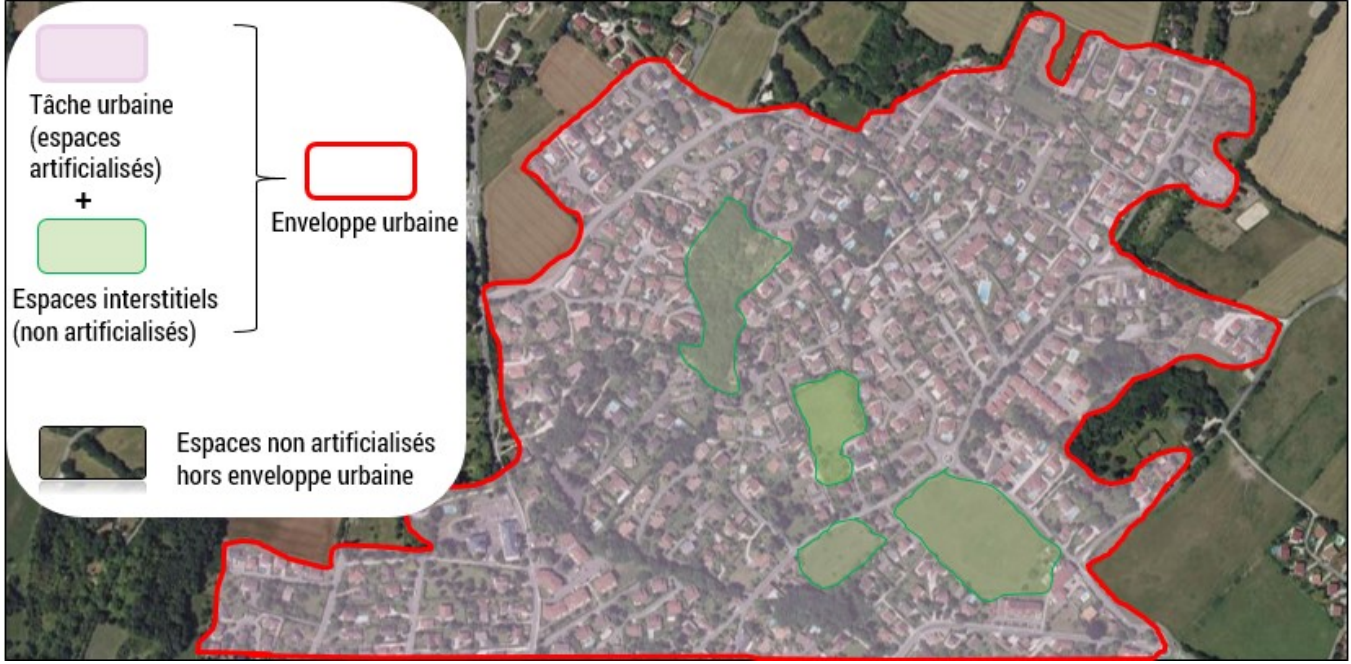 Tâche urbaine
(espaces
artificialisés)
+
Espaces interstitiels
(non artificialisés)
Enveloppe urbaine
Espaces non artificialisés
hors enveloppe urbaine